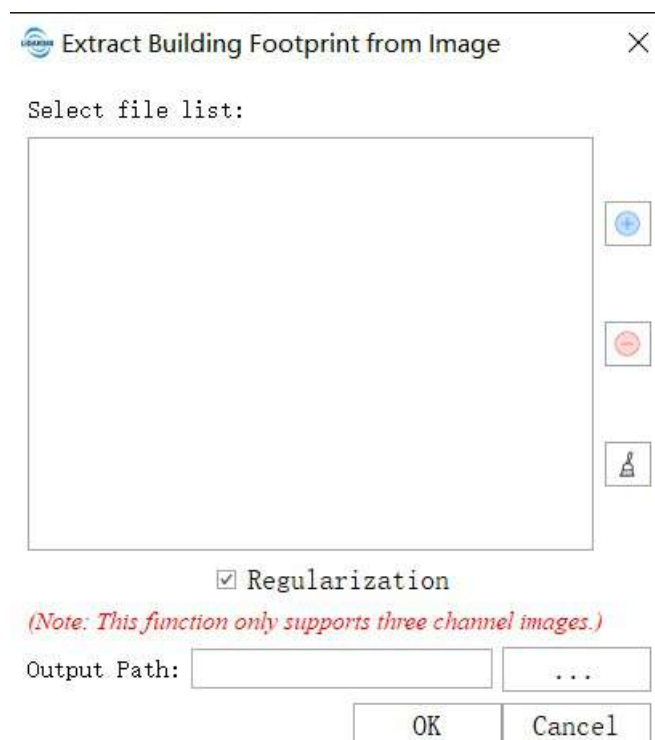 Extract Building Footprint from Image
Select file list:
Regularization
(Note: This function only supports three channel images.)
Output Path:
...
OK
Cancel